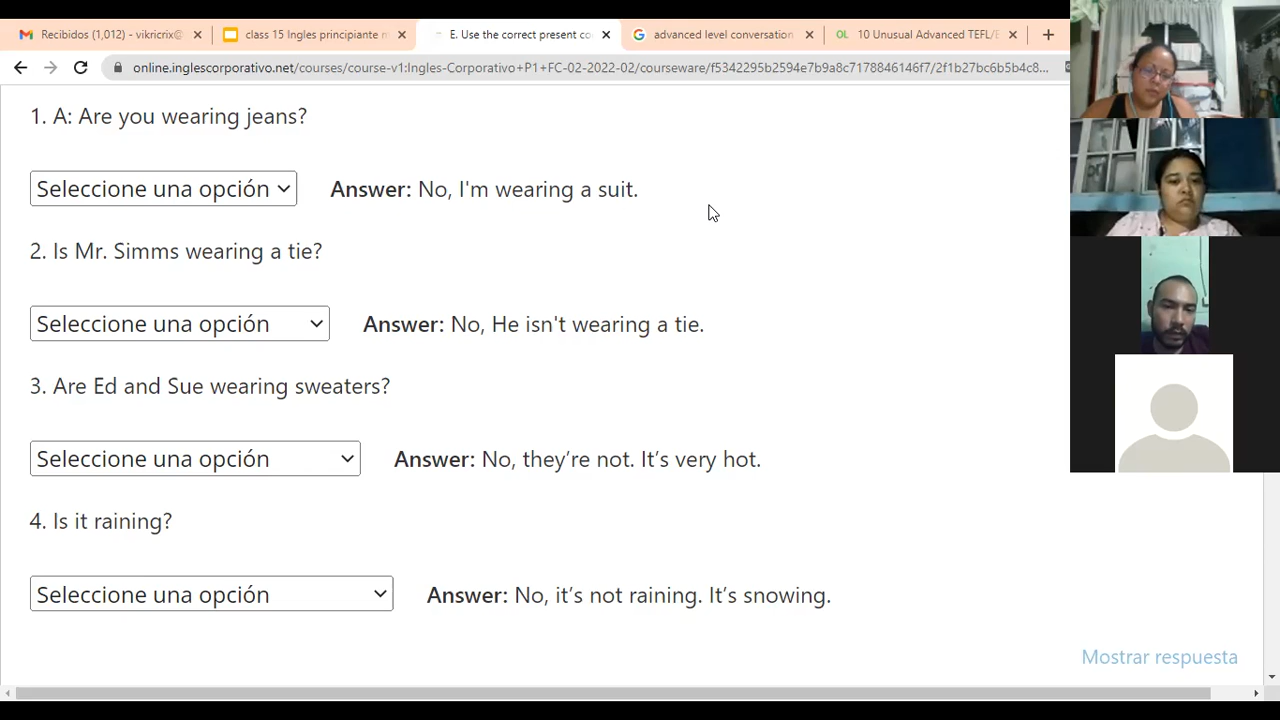 Recibidos (1,012) - vikricrix@
class 15 Ingles principiante m
E. Use the correct present co
advanced level conversation
OL 10 Unusual Advanced TEFL/E
online.inglescorporativo.net/courses/course-v1:Ingles-Corporativo+P1+FC-02-2022-02/courseware/f5342295b2594e7b9a8c7178846146f7/2f1b27bc6b5b4c8...
1. A: Are you wearing jeans?
Seleccione una opción Answer: No, I'm wearing a suit.
2. Is Mr. Simms wearing a tie?
Seleccione una opción Answer: No, He isn't wearing a tie.
3. Are Ed and Sue wearing sweaters?
Seleccione una opción Answer: No, they’re not. It’s very hot.
4. Is it raining?
Seleccione una opción Answer: No, it’s not raining. It’s snowing.
Mostrar respuesta